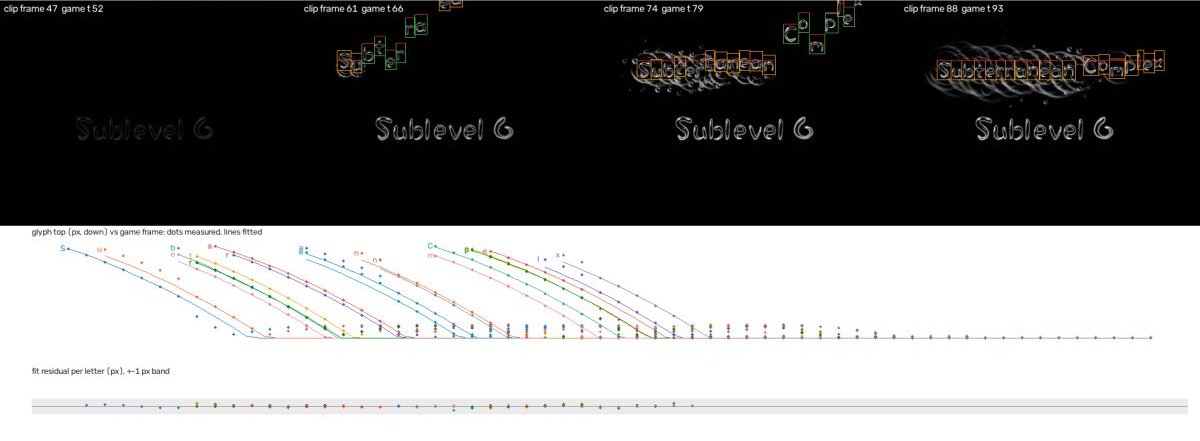 clip frame 47 game t 52
clip frame 61 game t 66
clip frame 74 game t 79
clip frame 88 game t 93
Subterranean
Subterranean Complex
Sublevel 6
Sublevel 6
Sublevel 6
Sublevel 6
glyph top (px, down) vs game frame: dots measured, lines fitted
fit residual per letter (px), +-1 px band